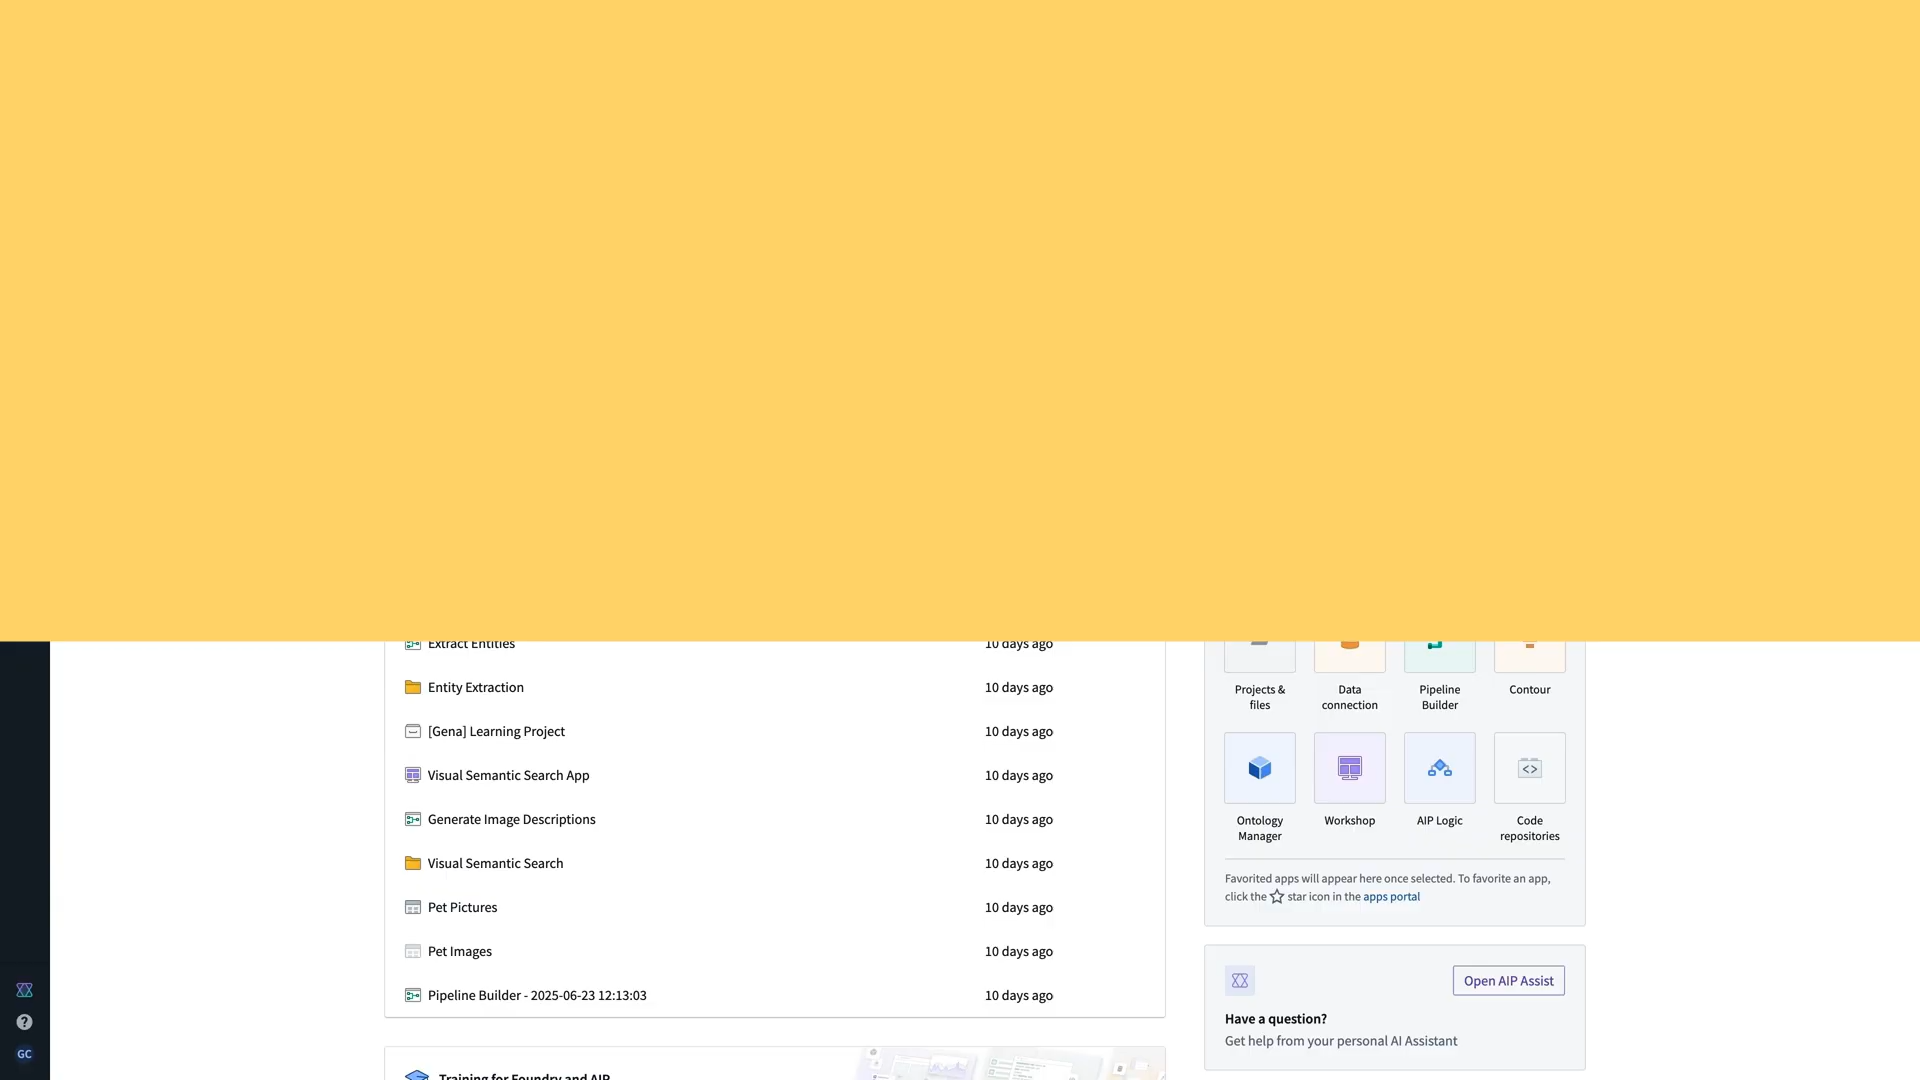 Extract Entities 10 days ago
Entity Extraction 10 days ago
[Gena] Learning Project 10 days ago
Visual Semantic Search App 10 days ago
Generate Image Descriptions 10 days ago
Visual Semantic Search 10 days ago
Pet Pictures 10 days ago
Pet Images 10 days ago
Pipeline Builder - 2025-06-23 12:13:03 10 days ago
Training for Foundry and AIP
Projects &
files
Data
connection
Pipeline
Builder
Contour
Ontology
Manager
Workshop
AIP Logic
Code
repositories
Favorited apps will appear here once selected. To favorite an app,
click the star icon in the apps portal
Open AIP Assist
Have a question?
Get help from your personal AI Assistant
GC